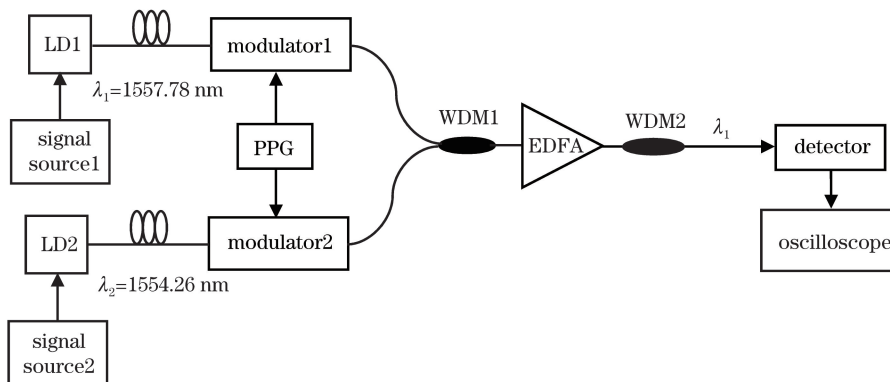 LD1
modulator1
λ₁=1557.78 nm
signal
source1
PPG
WDM1
EDFA
WDM2
λ₁
detector
LD2
modulator2
oscilloscope
λ₂=1554.26 nm
signal
source2